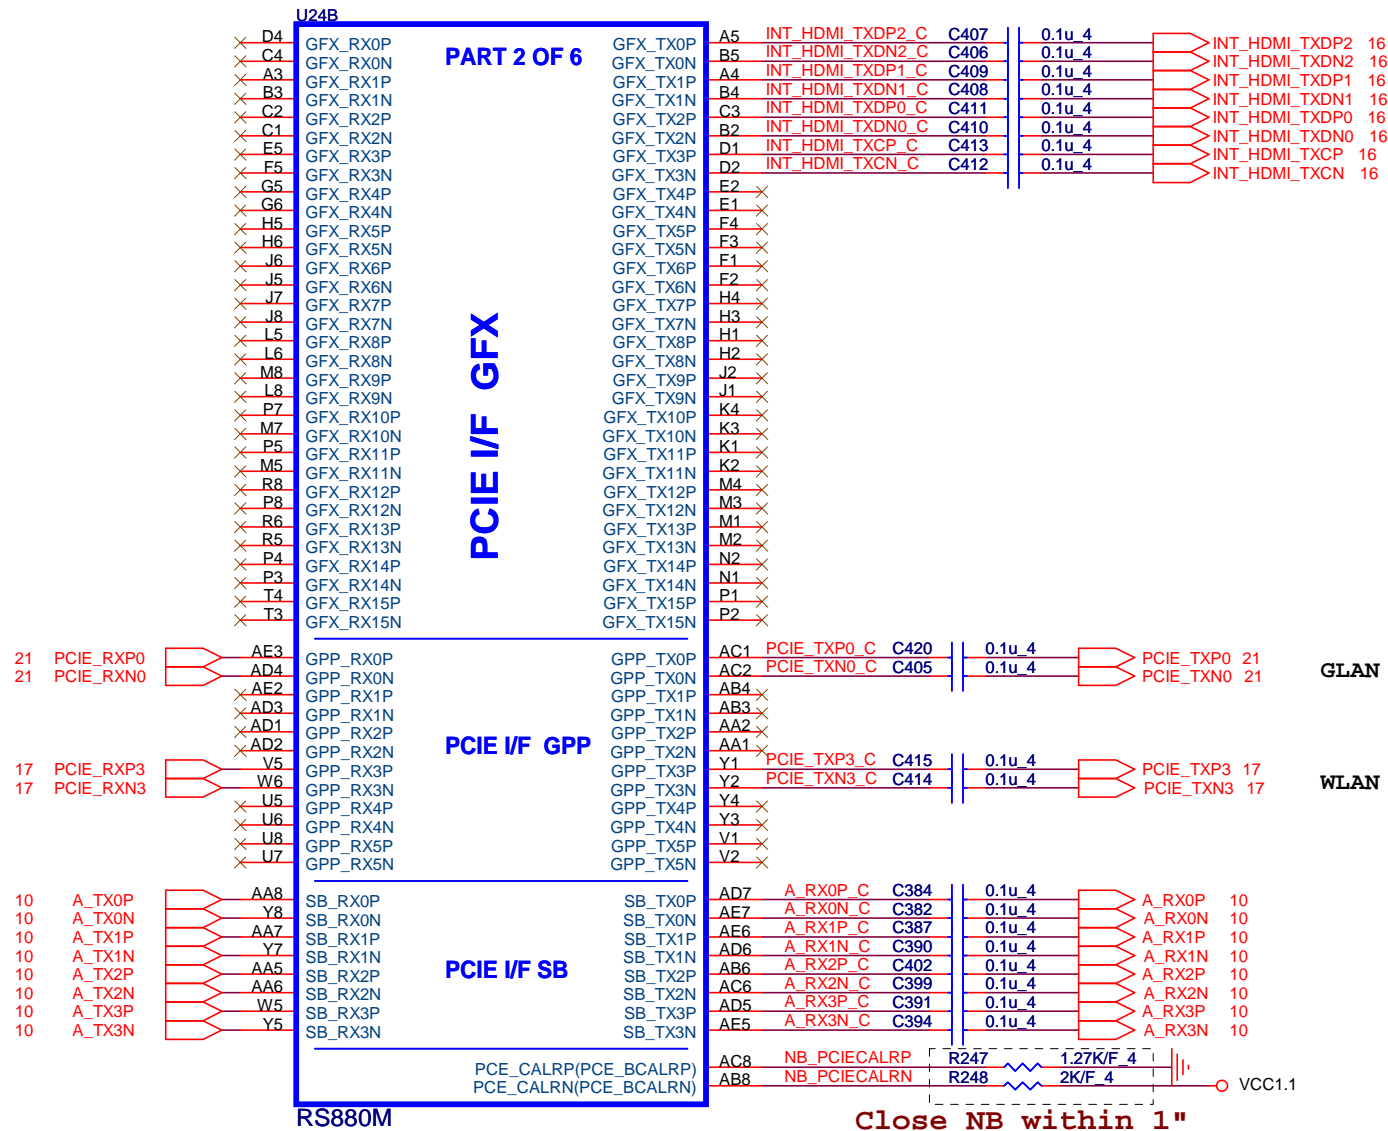 U24B
PART 2 OF 6
D4 GFX_RX0P GFX_TX0P A5 INT_HDMI_TXDP2_C C407 0.1u_4 INT_HDMI_TXDP2 16
C4 GFX_RX0N GFX_TX0N B5 INT_HDMI_TXDN2_C C406 0.1u_4 INT_HDMI_TXDN2 16
A3 GFX_RX1P GFX_TX1P A4 INT_HDMI_TXDP1_C C409 0.1u_4 INT_HDMI_TXDP1 16
B3 GFX_RX1N GFX_TX1N B4 INT_HDMI_TXDN1_C C408 0.1u_4 INT_HDMI_TXDN1 16
C2 GFX_RX2P GFX_TX2P C3 INT_HDMI_TXDP0_C C411 0.1u_4 INT_HDMI_TXDP0 16
C1 GFX_RX2N GFX_TX2N B2 INT_HDMI_TXDN0_C C410 0.1u_4 INT_HDMI_TXDN0 16
E5 GFX_RX3P GFX_TX3P D1 INT_HDMI_TXCP_C C413 0.1u_4 INT_HDMI_TXCP 16
F5 GFX_RX3N GFX_TX3N D2 INT_HDMI_TXCN_C C412 0.1u_4 INT_HDMI_TXCN 16
G5 GFX_RX4P GFX_TX4P E2
G6 GFX_RX4N GFX_TX4N E1
H5 GFX_RX5P GFX_TX5P F4
H6 GFX_RX5N GFX_TX5N F3
J6 GFX_RX6P GFX_TX6P F1
J5 GFX_RX6N GFX_TX6N F2
J7 GFX_RX7P GFX_TX7P H4
J8 GFX_RX7N GFX_TX7N H3
L5 GFX_RX8P GFX_TX8P H1
L6 GFX_RX8N GFX_TX8N H2
M8 GFX_RX9P GFX_TX9P J2
L8 GFX_RX9N GFX_TX9N J1
P7 GFX_RX10P GFX_TX10P K4
M7 GFX_RX10N GFX_TX10N K3
P5 GFX_RX11P GFX_TX11P K1
M5 GFX_RX11N GFX_TX11N K2
R8 GFX_RX12P GFX_TX12P M4
P8 GFX_RX12N GFX_TX12N M3
R6 GFX_RX13P GFX_TX13P M1
R5 GFX_RX13N GFX_TX13N M2
P4 GFX_RX14P GFX_TX14P N2
P3 GFX_RX14N GFX_TX14N N1
T4 GFX_RX15P GFX_TX15P P1
T3 GFX_RX15N GFX_TX15N P2
PCIE I/F GFX
21 PCIE_RXP0 AE3 GPP_RX0P GPP_TX0P AC1 PCIE_TXP0_C C420 0.1u_4 PCIE_TXP0 21
21 PCIE_RXN0 AD4 GPP_RX0N GPP_TX0N AC2 PCIE_TXN0_C C405 0.1u_4 PCIE_TXN0 21
GLAN
AE2 GPP_RX1P GPP_TX1P AB4
AD3 GPP_RX1N GPP_TX1N AB3
AD1 GPP_RX2P GPP_TX2P AA2
AD2 GPP_RX2N GPP_TX2N AA1
PCIE I/F GPP
17 PCIE_RXP3 V5 GPP_RX3P GPP_TX3P Y1 PCIE_TXP3_C C415 0.1u_4 PCIE_TXP3 17
17 PCIE_RXN3 W6 GPP_RX3N GPP_TX3N Y2 PCIE_TXN3_C C414 0.1u_4 PCIE_TXN3 17
WLAN
U5 GPP_RX4P GPP_TX4P Y4
U6 GPP_RX4N GPP_TX4N Y3
U8 GPP_RX5P GPP_TX5P V1
U7 GPP_RX5N GPP_TX5N V2
10 A_TX0P AA8 SB_RX0P SB_TX0P AD7 A_RX0P_C C384 0.1u_4 A_RX0P 10
10 A_TX0N Y8 SB_RX0N SB_TX0N AE7 A_RX0N_C C382 0.1u_4 A_RX0N 10
10 A_TX1P AA7 SB_RX1P SB_TX1P AE6 A_RX1P_C C387 0.1u_4 A_RX1P 10
10 A_TX1N Y7 SB_RX1N SB_TX1N AD6 A_RX1N_C C390 0.1u_4 A_RX1N 10
10 A_TX2P AA5 SB_RX2P SB_TX2P AB6 A_RX2P_C C402 0.1u_4 A_RX2P 10
10 A_TX2N AA6 SB_RX2N SB_TX2N AC6 A_RX2N_C C399 0.1u_4 A_RX2N 10
10 A_TX3P W5 SB_RX3P SB_TX3P AD5 A_RX3P_C C391 0.1u_4 A_RX3P 10
10 A_TX3N Y5 SB_RX3N SB_TX3N AE5 A_RX3N_C C394 0.1u_4 A_RX3N 10
PCIE I/F SB
PCE_CALRP(PCE_BCALRP) AC8 NB_PCIECALRP R247 1.27K/F_4
PCE_CALRN(PCE_BCALRN) AB8 NB_PCIECALRN R248 2K/F_4 VCC1.1
RS880M
Close NB within 1"